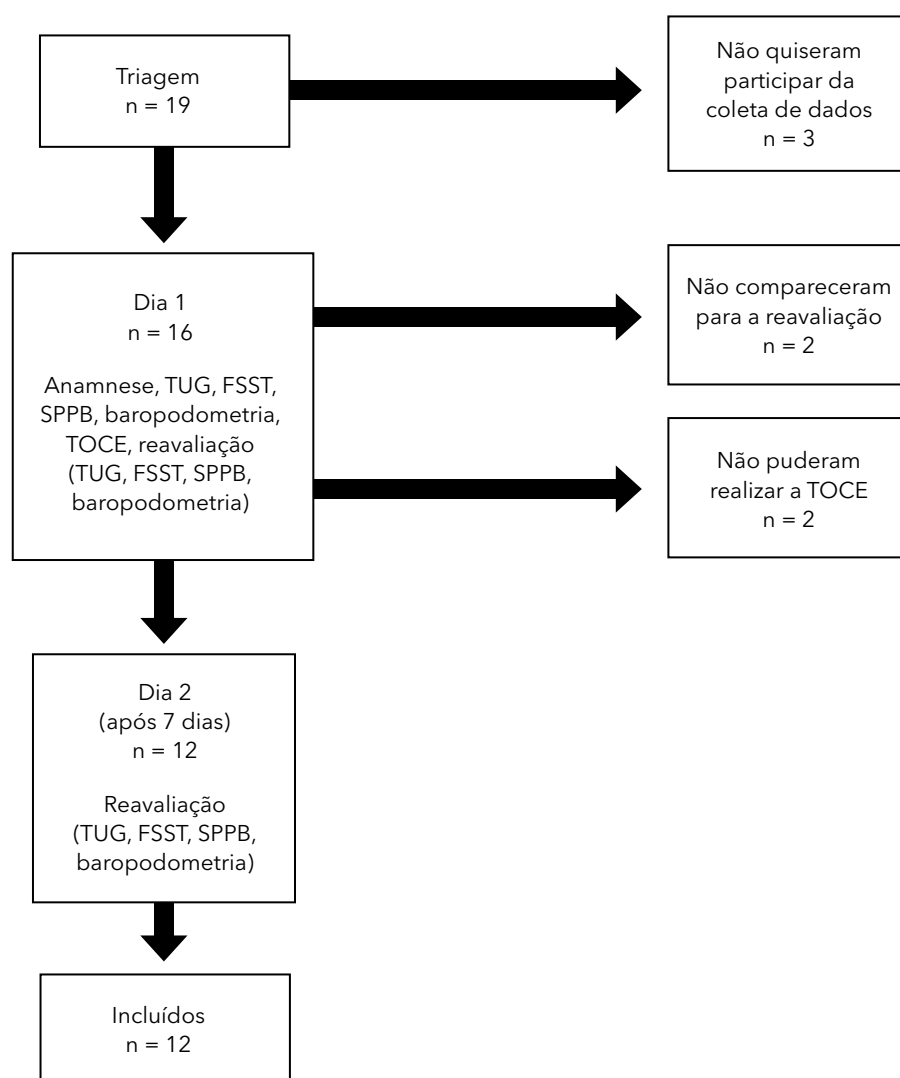 Triagem
n = 19
Não quiseram
participar da
coleta de dados
n = 3
Dia 1
n = 16
Anamnese, TUG, FSST,
SPPB, baropodometria,
TOCE, reavaliação
(TUG, FSST, SPPB,
baropodometria)
Não compareceram
para a reavaliação
n = 2
Não puderam
realizar a TOCE
n = 2
Dia 2
(após 7 dias)
n = 12
Reavaliação
(TUG, FSST, SPPB,
baropodometria)
Incluídos
n = 12